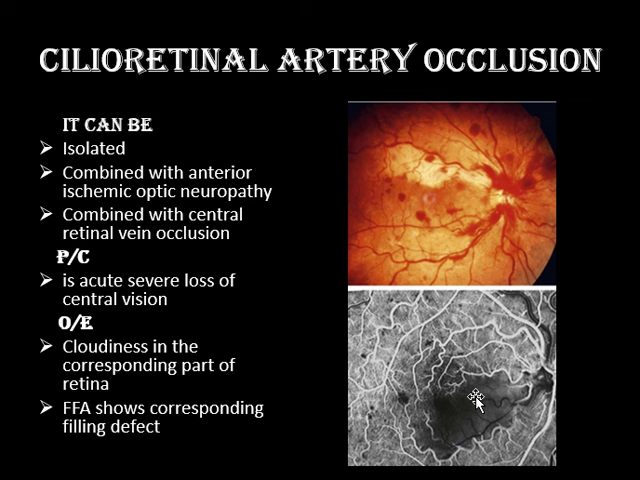 CILIORETINAL ARTERY OCCLUSION
IT CAN BE
➢ Isolated
➢ Combined with anterior
ischemic optic neuropathy
➢ Combined with central
retinal vein occlusion
P/C
➢ is acute severe loss of
central vision
O/E
➢ Cloudiness in the
corresponding part of
retina
➢ FFA shows corresponding
filling defect